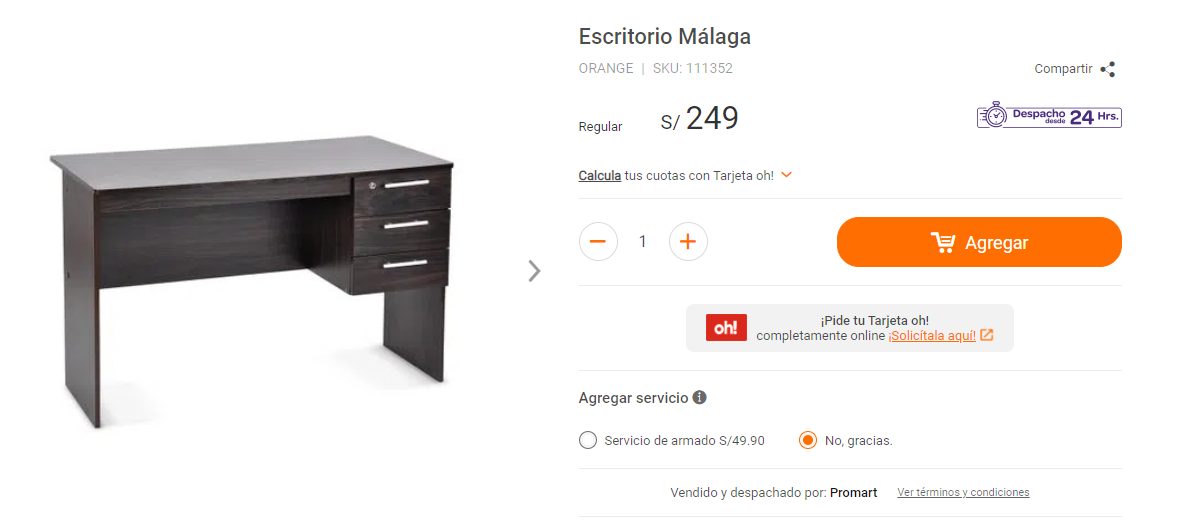 Escritorio Málaga
ORANGE | SKU: 111352
Compartir
Regular S/ 249
Despacho desde 24 Hrs.
Calcula tus cuotas con Tarjeta oh!
1
Agregar
oh!
¡Pide tu Tarjeta oh!
completamente online ¡Solicítala aquí!
Agregar servicio
Servicio de armado S/49.90
No, gracias.
Vendido y despachado por: Promart
Ver términos y condiciones